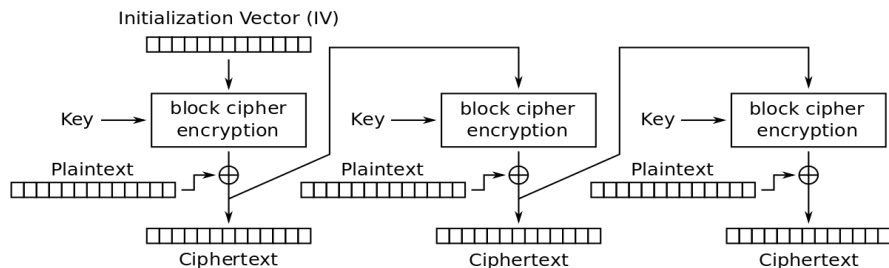 Initialization Vector (IV)
Key
block cipher
encryption
Key
block cipher
encryption
Key
block cipher
encryption
Plaintext
Plaintext
Plaintext
Ciphertext
Ciphertext
Ciphertext